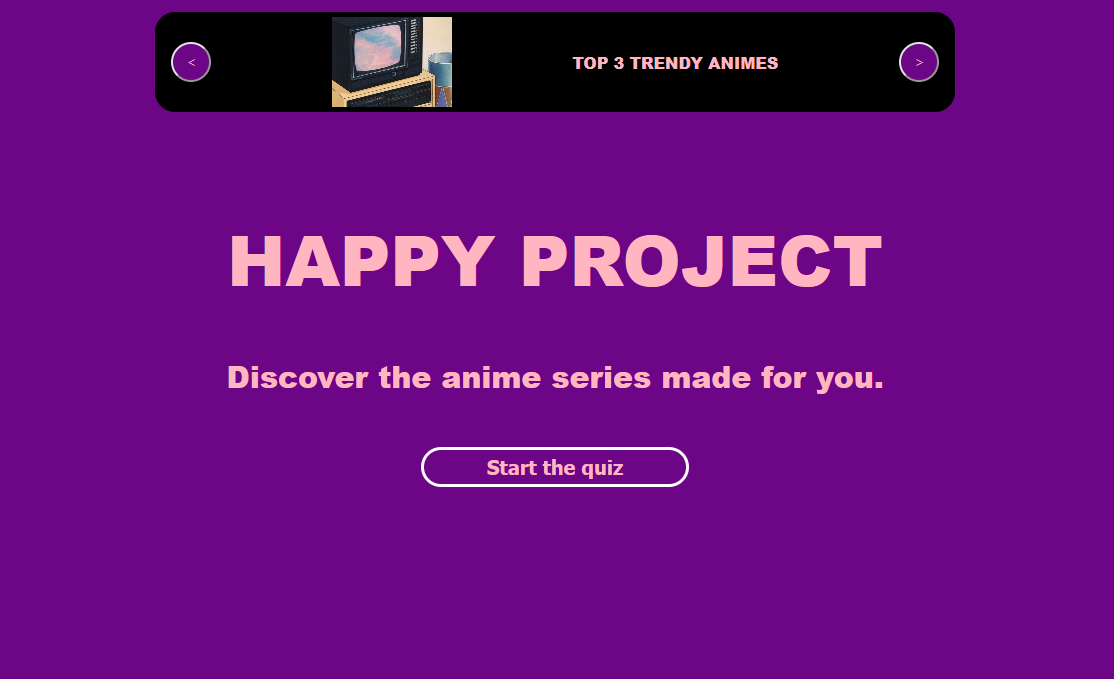 <
TOP 3 TRENDY ANIMES
>
HAPPY PROJECT
Discover the anime series made for you.
Start the quiz